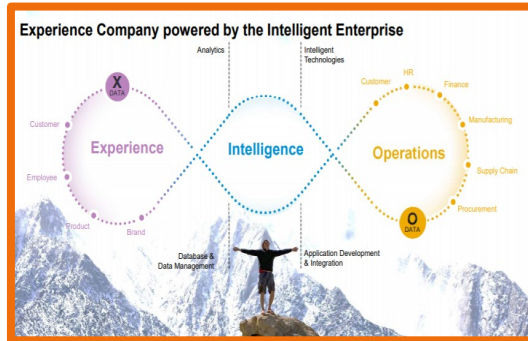 Experience Company powered by the Intelligent Enterprise
Analytics
Intelligent
Technologies
X
DATA
Customer
Employee
Product
Brand
Experience
Intelligence
Operations
Customer
HR
Finance
Manufacturing
Supply Chain
Procurement
O
DATA
Database &
Data Management
Application Development
& Integration